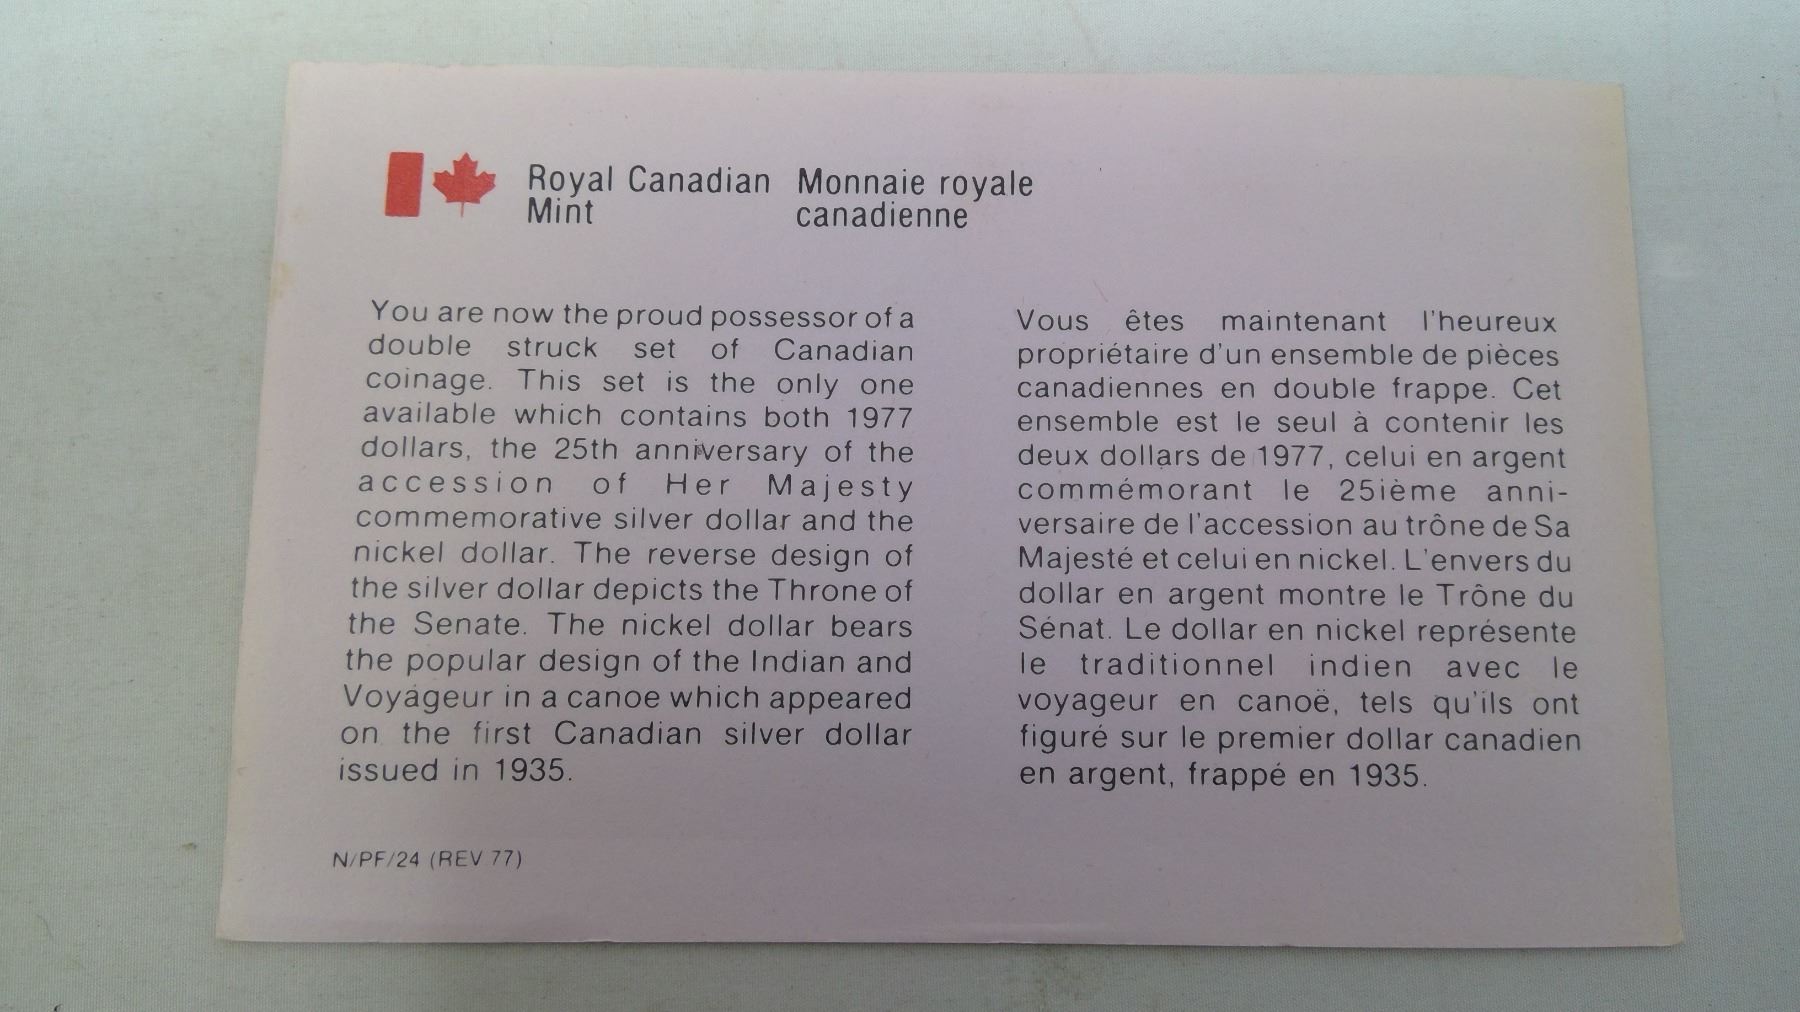 Royal Canadian
Mint
Monnaie royale
canadienne
You are now the proud possessor of a
double struck set of Canadian
coinage. This set is the only one
available which contains both 1977
dollars, the 25th anniversary of the
accession of Her Majesty
commemorative silver dollar and the
nickel dollar. The reverse design of
the silver dollar depicts the Throne of
the Senate. The nickel dollar bears
the popular design of the Indian and
Voyageur in a canoe which appeared
on the first Canadian silver dollar
issued in 1935.
Vous êtes maintenant l'heureux
propriétaire d'un ensemble de pièces
canadiennes en double frappe. Cet
ensemble est le seul à contenir les
deux dollars de 1977, celui en argent
commémorant le 25ième anni-
versaire de l'accession au trône de Sa
Majesté et celui en nickel. L'envers du
dollar en argent montre le Trône du
Sénat. Le dollar en nickel représente
le traditionnel indien avec le
voyageur en canoë, tels qu'ils ont
figuré sur le premier dollar canadien
en argent, frappé en 1935.
N/PF/24 (REV 77)